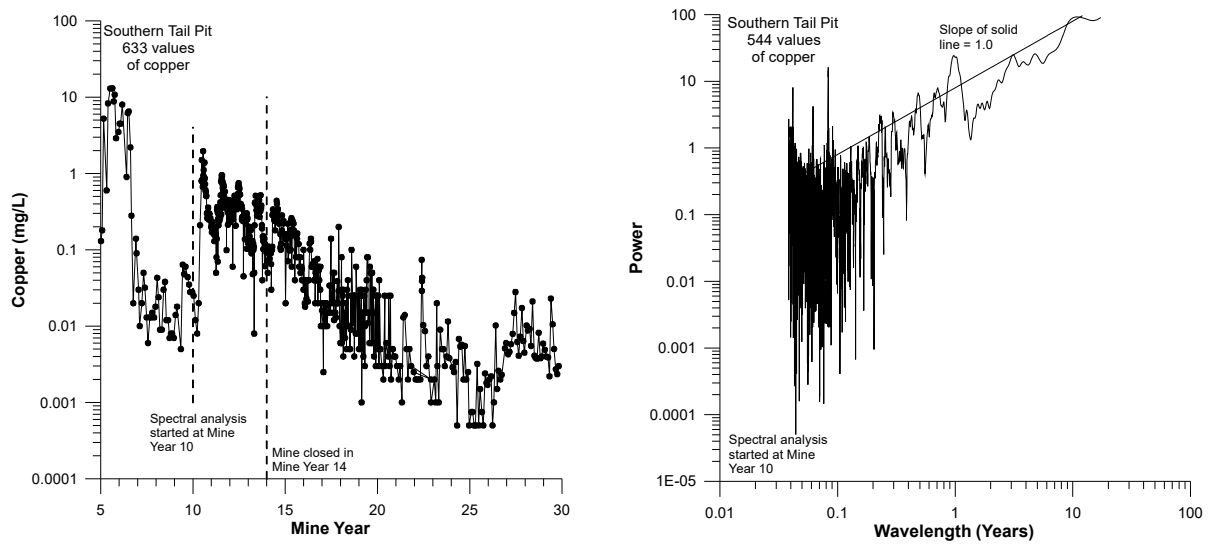 Southern Tail Pit
633 values
of copper
100
10
1
0.1
0.01
0.001
0.0001
Copper (mg/L)
Spectral analysis
started at Mine
Year 10
Mine closed in
Mine Year 14
5
10
15
20
25
30
Mine Year
Southern Tail Pit
544 values
of copper
Slope of solid
line = 1.0
100
10
1
0.1
0.01
0.001
0.0001
1E-05
Power
Spectral analysis
started at Mine
Year 10
0.01
0.1
1
10
100
Wavelength (Years)